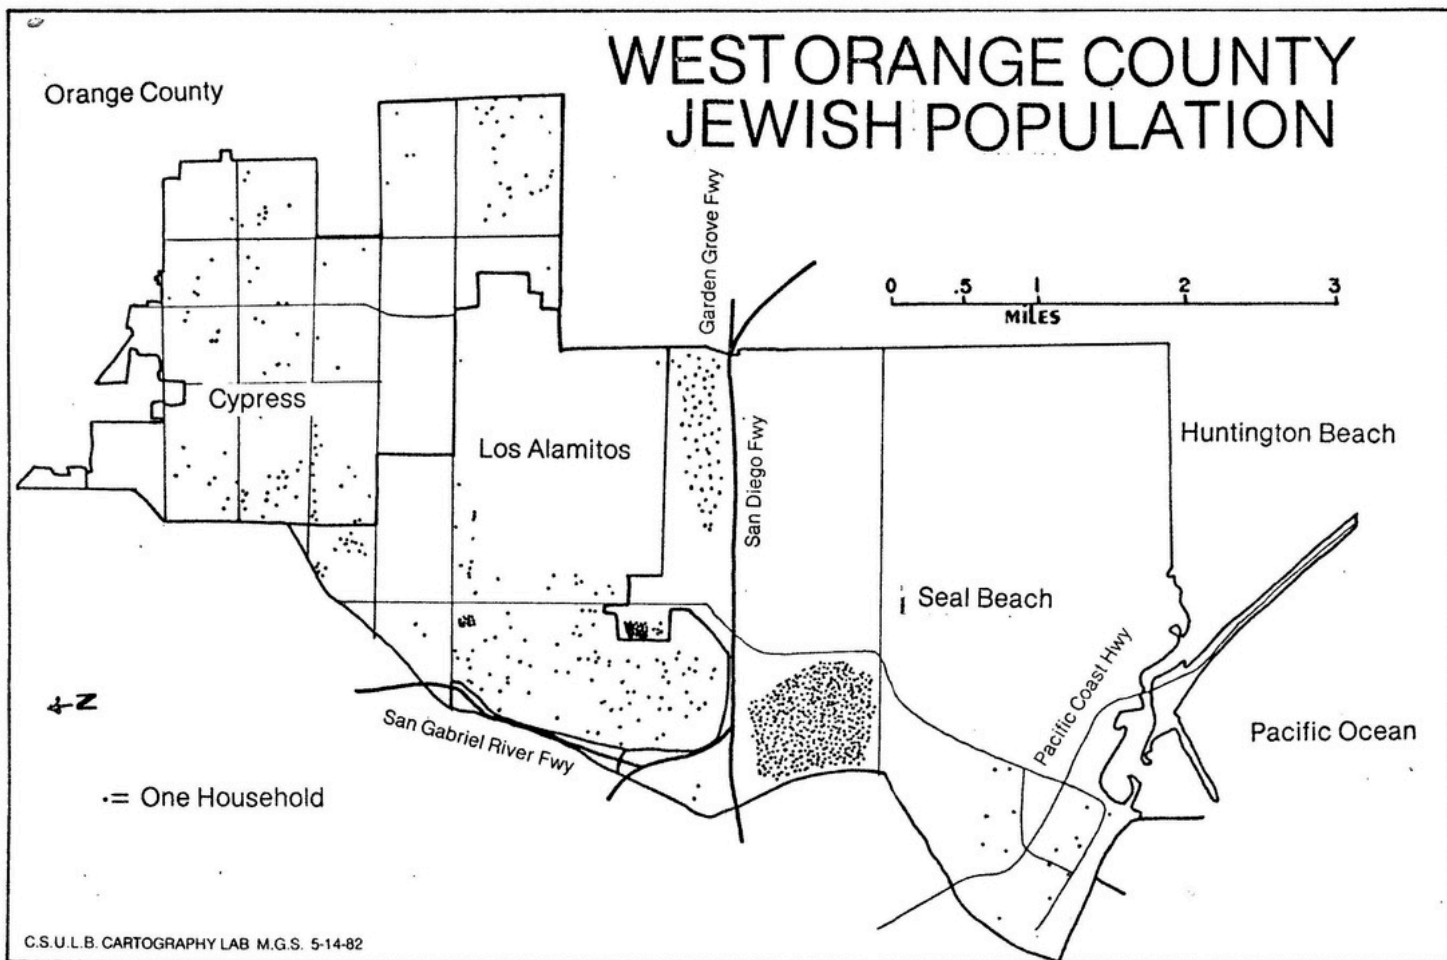 WEST ORANGE COUNTY
JEWISH POPULATION
Orange County
Garden Grove Fwy
0 .5 1 2 3
MILES
Cypress
Los Alamitos
San Diego Fwy
Huntington Beach
Seal Beach
Pacific Coast Hwy
N
San Gabriel River Fwy
Pacific Ocean
.= One Household
C.S.U.L.B. CARTOGRAPHY LAB M.G.S. 5-14-82